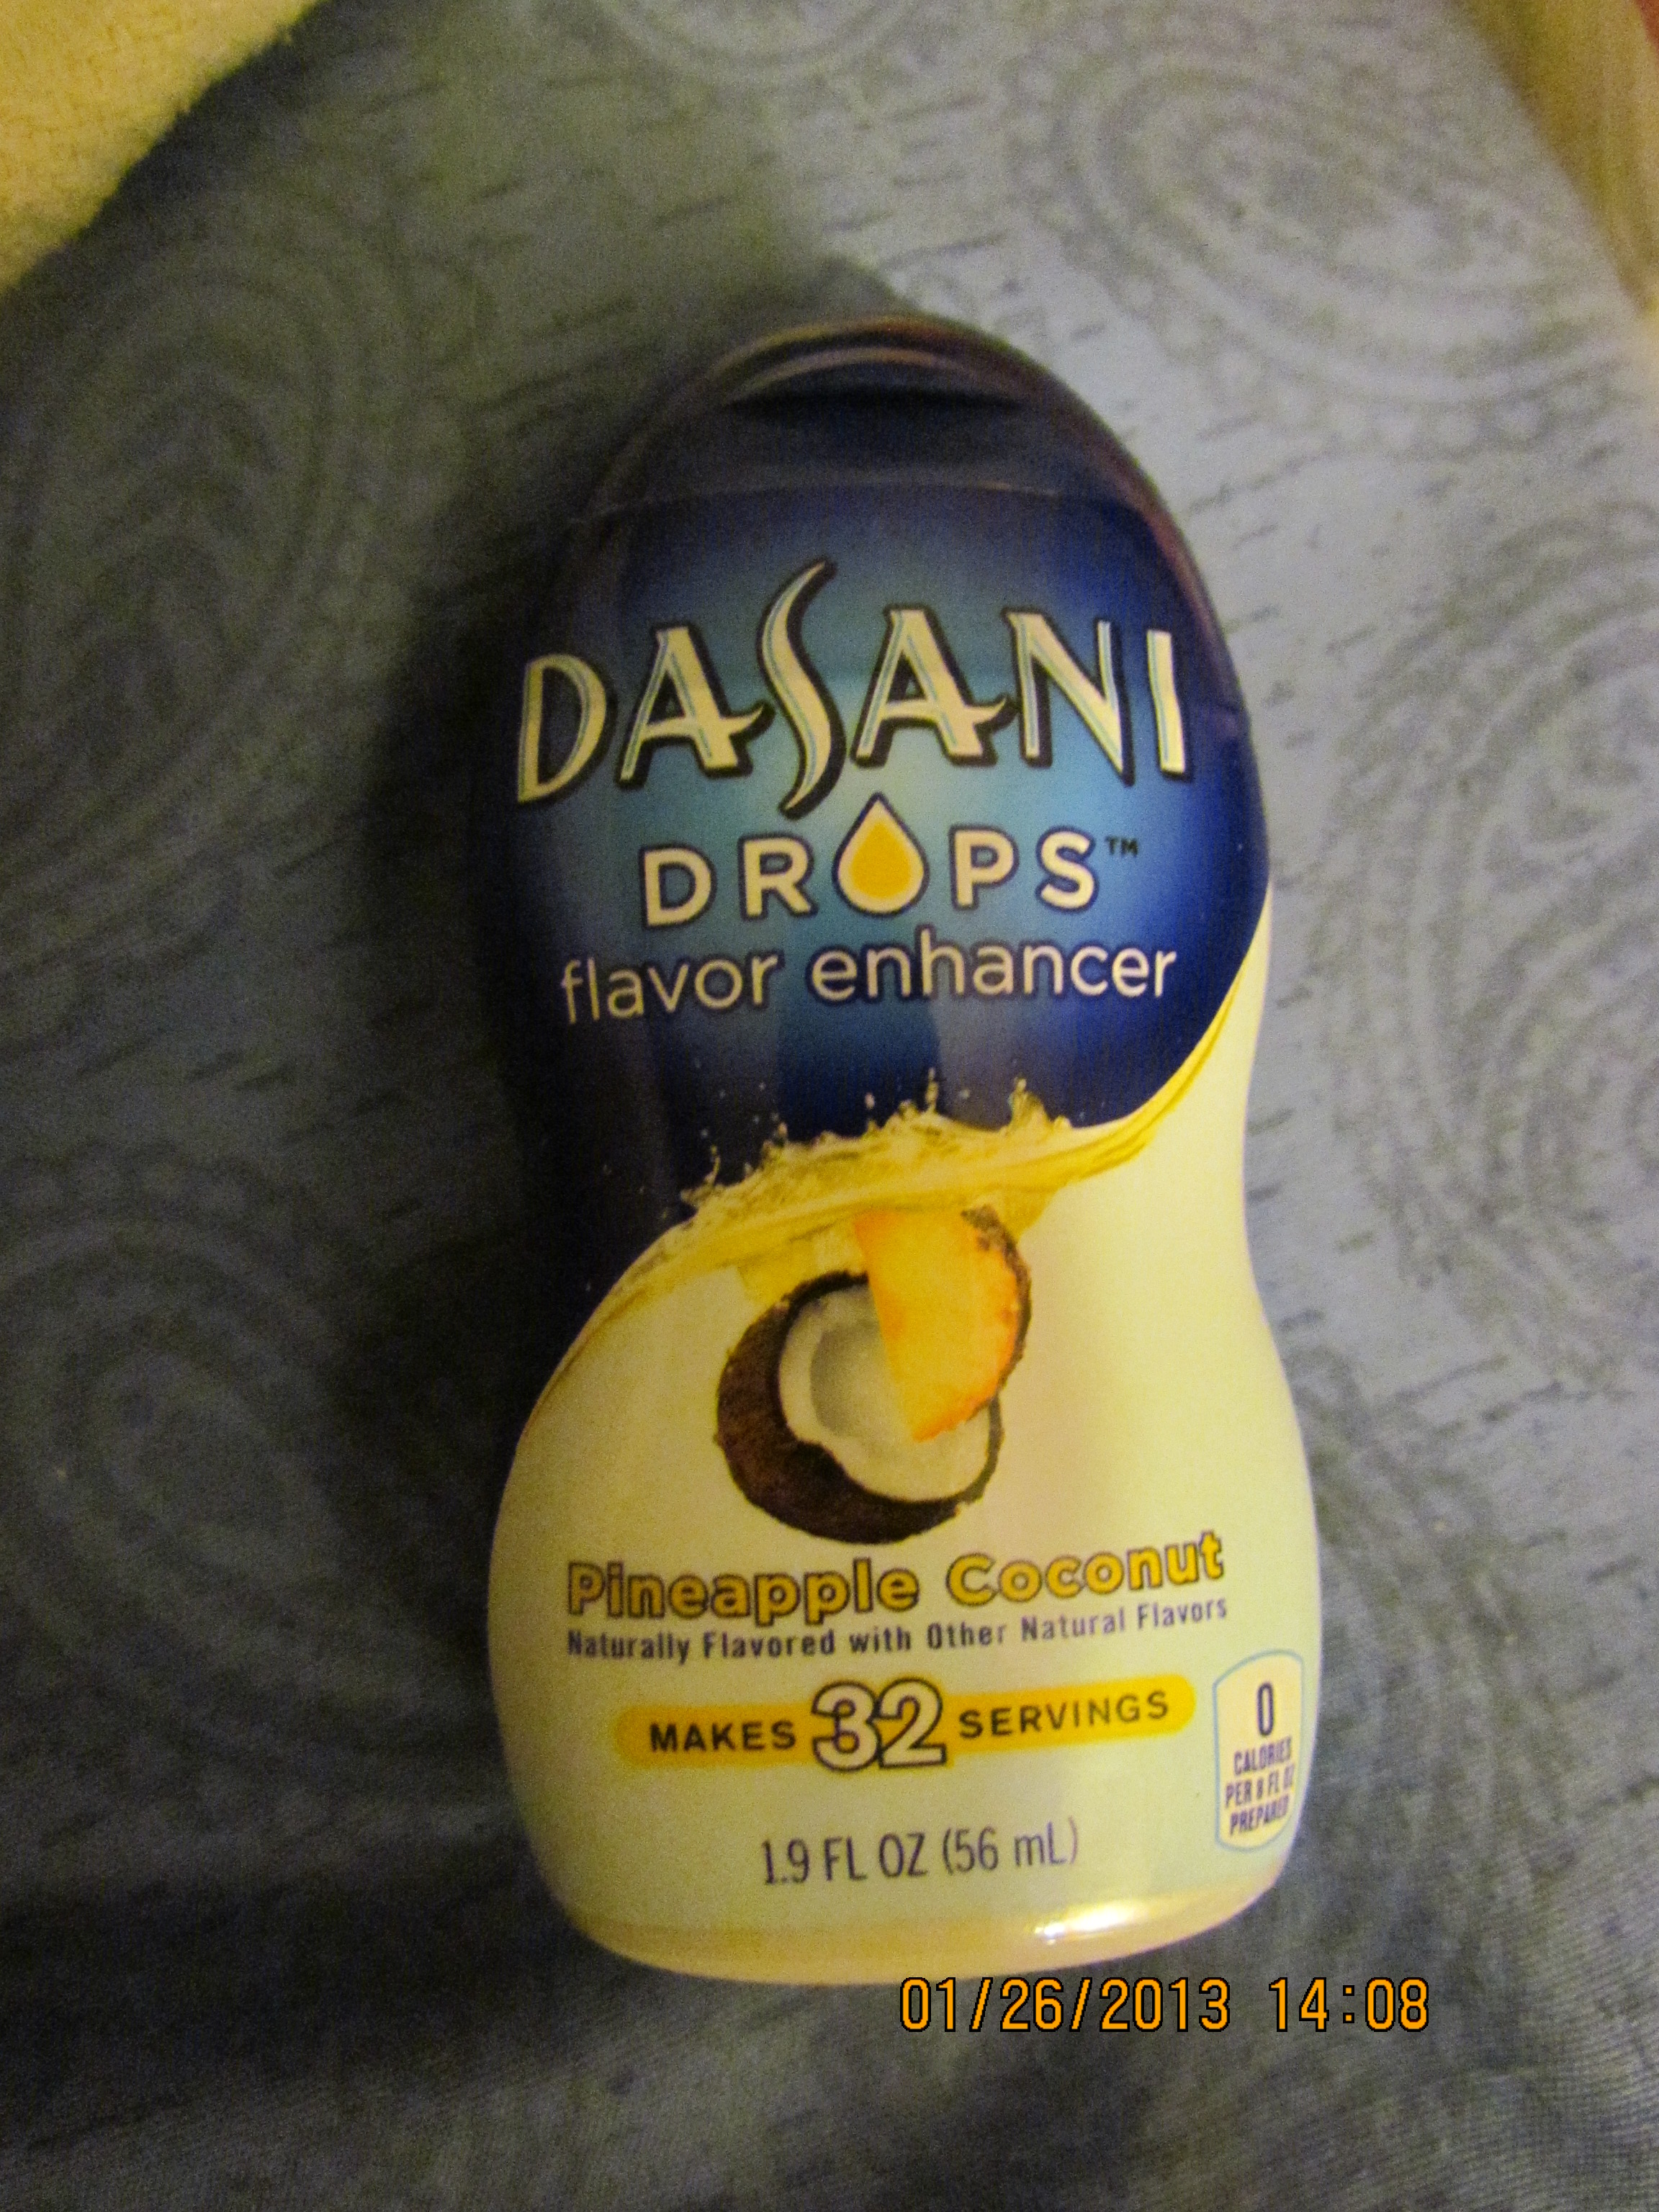 DASANI
DROPS™
flavor enhancer
Pineapple Coconut
Naturally Flavored with Other Natural Flavors
MAKES 32 SERVINGS
0
CALORIES
PER 8 FL OZ
PREPARED
1.9 FL OZ (56 mL)
01/26/2013 14:08